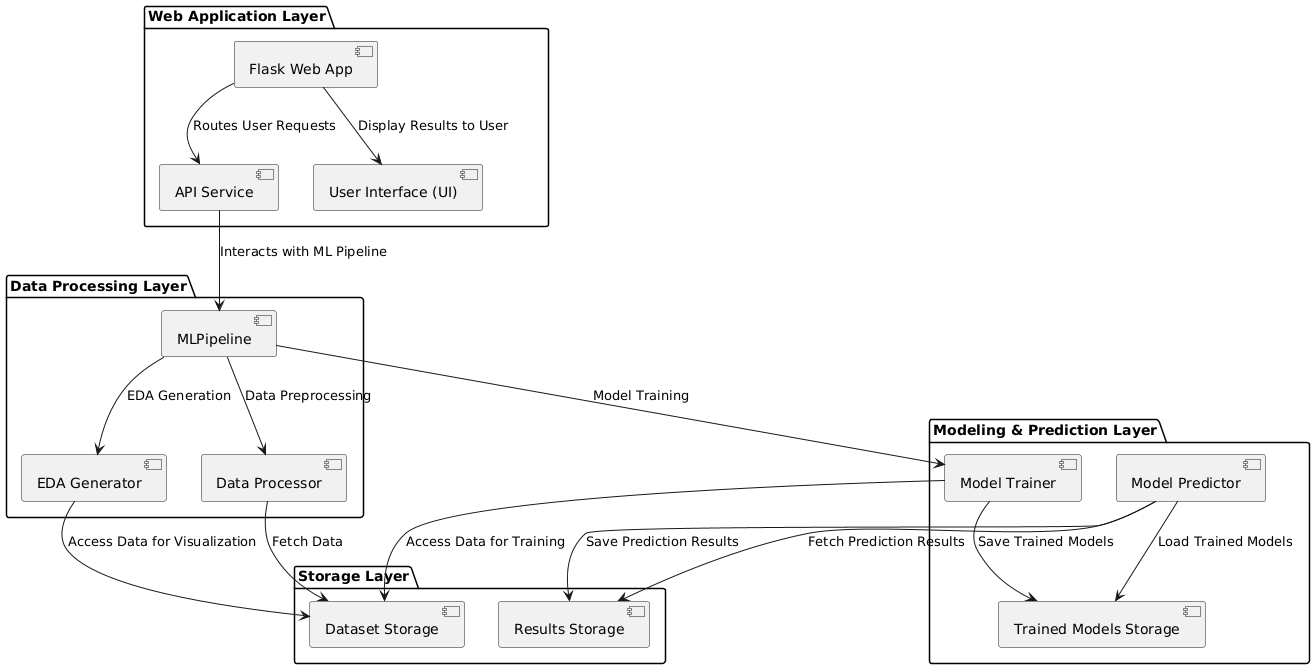 Web Application Layer
Flask Web App
Routes User Requests
Display Results to User
API Service
User Interface (UI)
Interacts with ML Pipeline
Data Processing Layer
MLPipeline
EDA Generation
Data Preprocessing
Model Training
Modeling & Prediction Layer
EDA Generator
Data Processor
Model Trainer
Model Predictor
Access Data for Visualization
Fetch Data
Access Data for Training
Save Prediction Results
Fetch Prediction Results
Save Trained Models
Load Trained Models
Storage Layer
Dataset Storage
Results Storage
Trained Models Storage